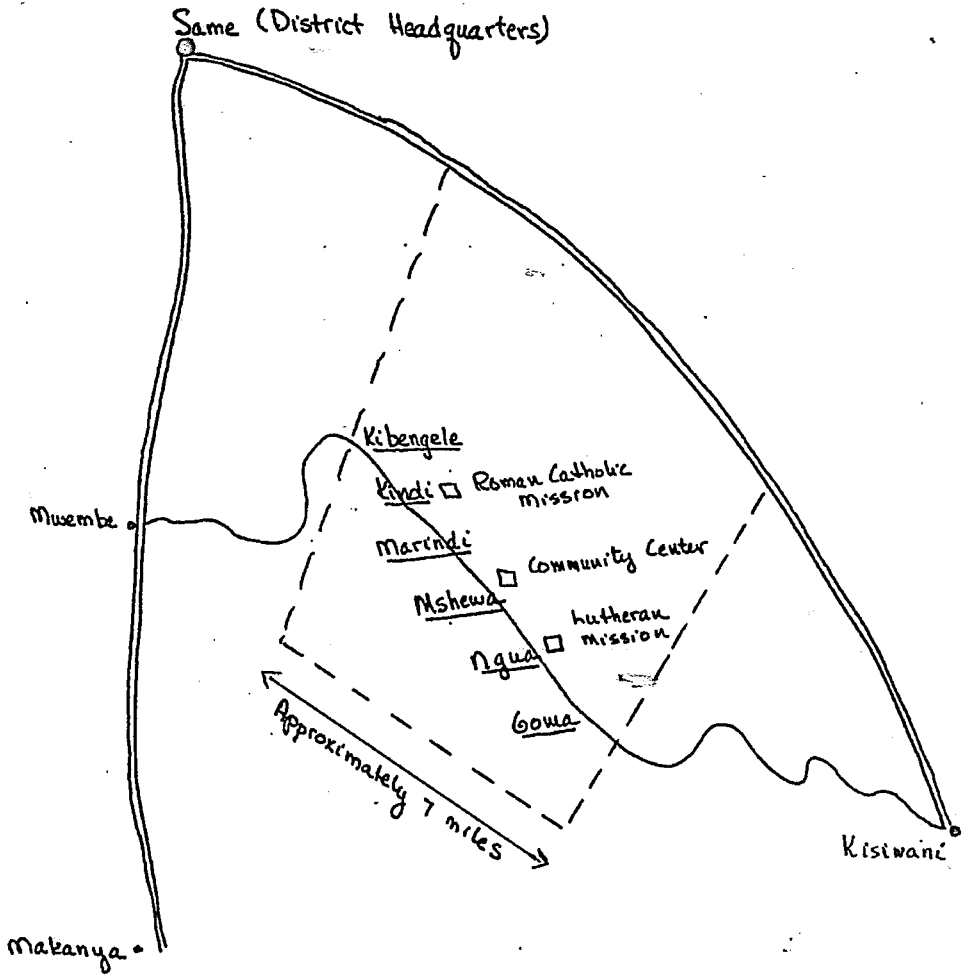 Same (District Headquarters)
Kibengele
Kindi
Roman Catholic
mission
Mwembe
Marindi
Community Center
Mshewa
Lutheran
mission
Ngua
Goma
Approximately 7 miles
Kisiwani
Makanya